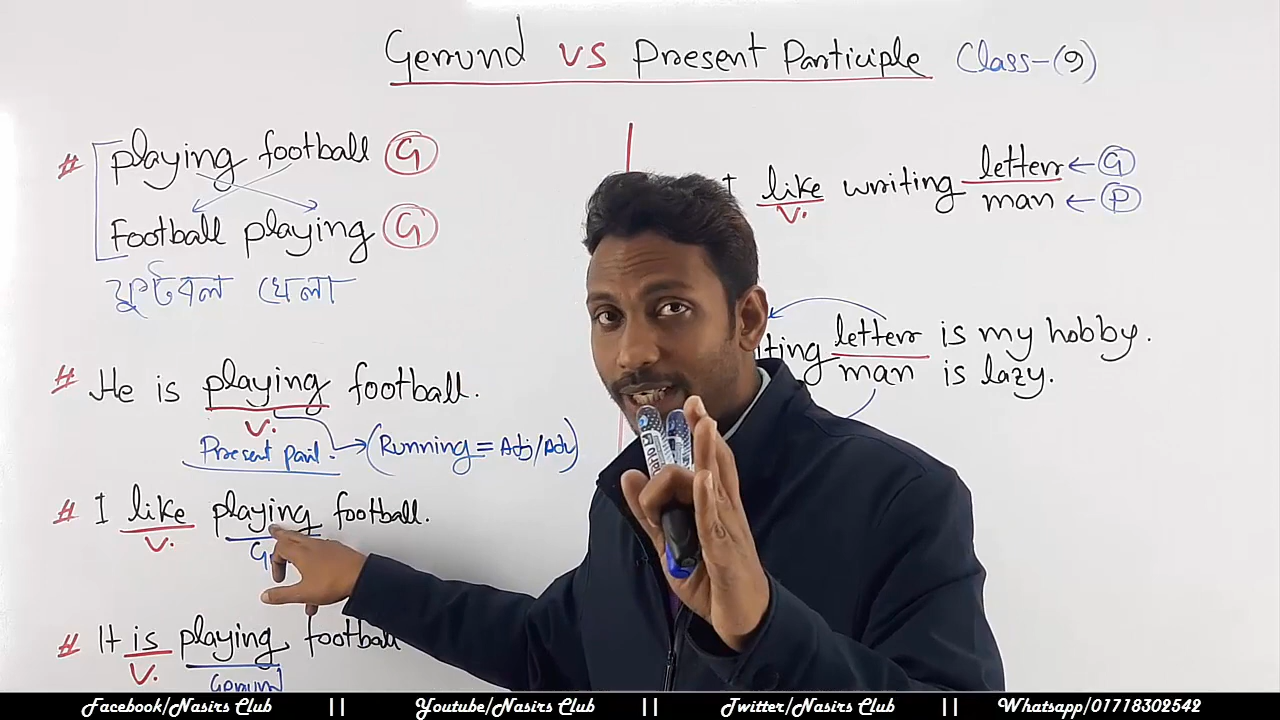 Gerund vs Present Participle Class-(9)
# playing football G
Football playing G
ফুটবল খেলা
# He is playing football.
V.
Present part. → (Running = Adj/Adv)
# I like playing football.
V.
# It is playing football
V. Gerund
like writing letter ← G
V. man ← P
letter is my hobby.
man is lazy.
Facebook/Nasirs Club || Youtube/Nasirs Club || Twitter/Nasirs Club || Whatsapp/01718302542